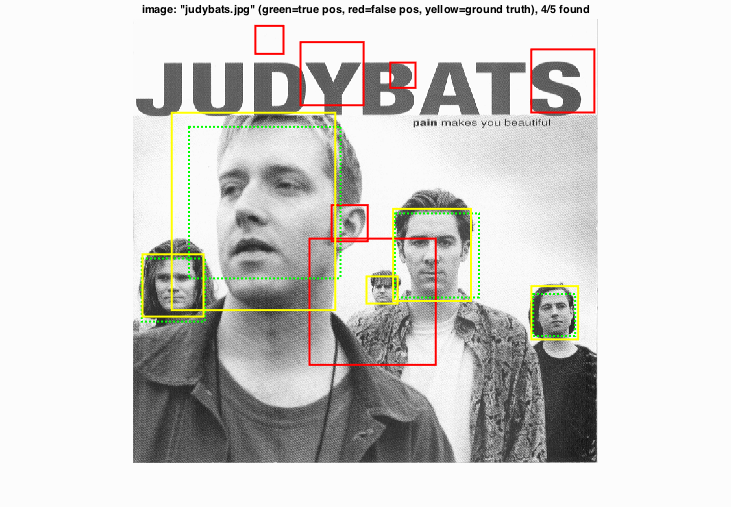 image: "judybats.jpg" (green=true pos, red=false pos, yellow=ground truth), 4/5 found
JUDYBATS
pain makes you beautiful